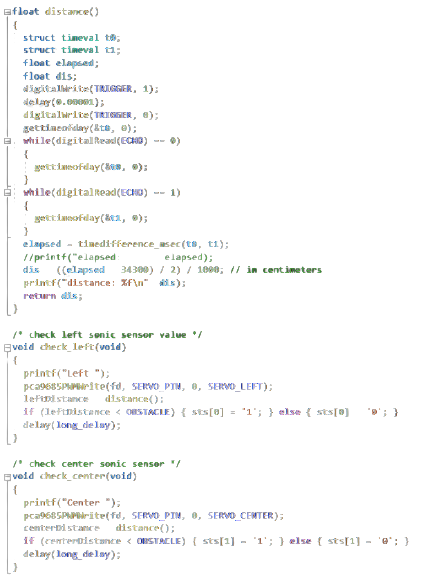 float distance()
{
struct timeval t0;
struct timeval t1;
float elapsed;
float dis;
digitalWrite(TRIGGER, 1);
delay(0.00001);
digitalWrite(TRIGGER, 0);
gettimeofday(&t0, 0);
while(digitalRead(ECHO) == 0)
{
gettimeofday(&t0, 0);
}
while(digitalRead(ECHO) == 1)
{
gettimeofday(&t1, 0);
}
elapsed = timedifference_msec(t0, t1);
//printf("elapsed elapsed);
dis ((elapsed 34300) / 2) / 1000; // in centimeters
printf("distance: %f\n" dis);
return dis;
}
/* check left sonic sensor value */
void check_left(void)
{
printf("Left ");
pca9685PWMWrite(fd, SERVO_PIN, 0, SERVO_LEFT);
leftDistance distance();
if (leftDistance < OBSTACLE) { sts[0] = '1'; } else { sts[0] '0'; }
delay(long_delay);
}
/* check center sonic sensor */
void check_center(void)
{
printf("Center ");
pca9685PWMWrite(fd, SERVO_PIN, 0, SERVO_CENTER);
centerDistance distance();
if (centerDistance < OBSTACLE) { sts[1] = '1'; } else { sts[1] = '0'; }
delay(long_delay);
}